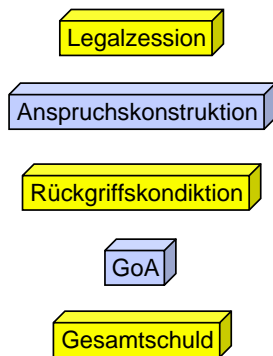 Legalzession
Anspruchskonstruktion
Rückgriffskondiktion
GoA
Gesamtschuld